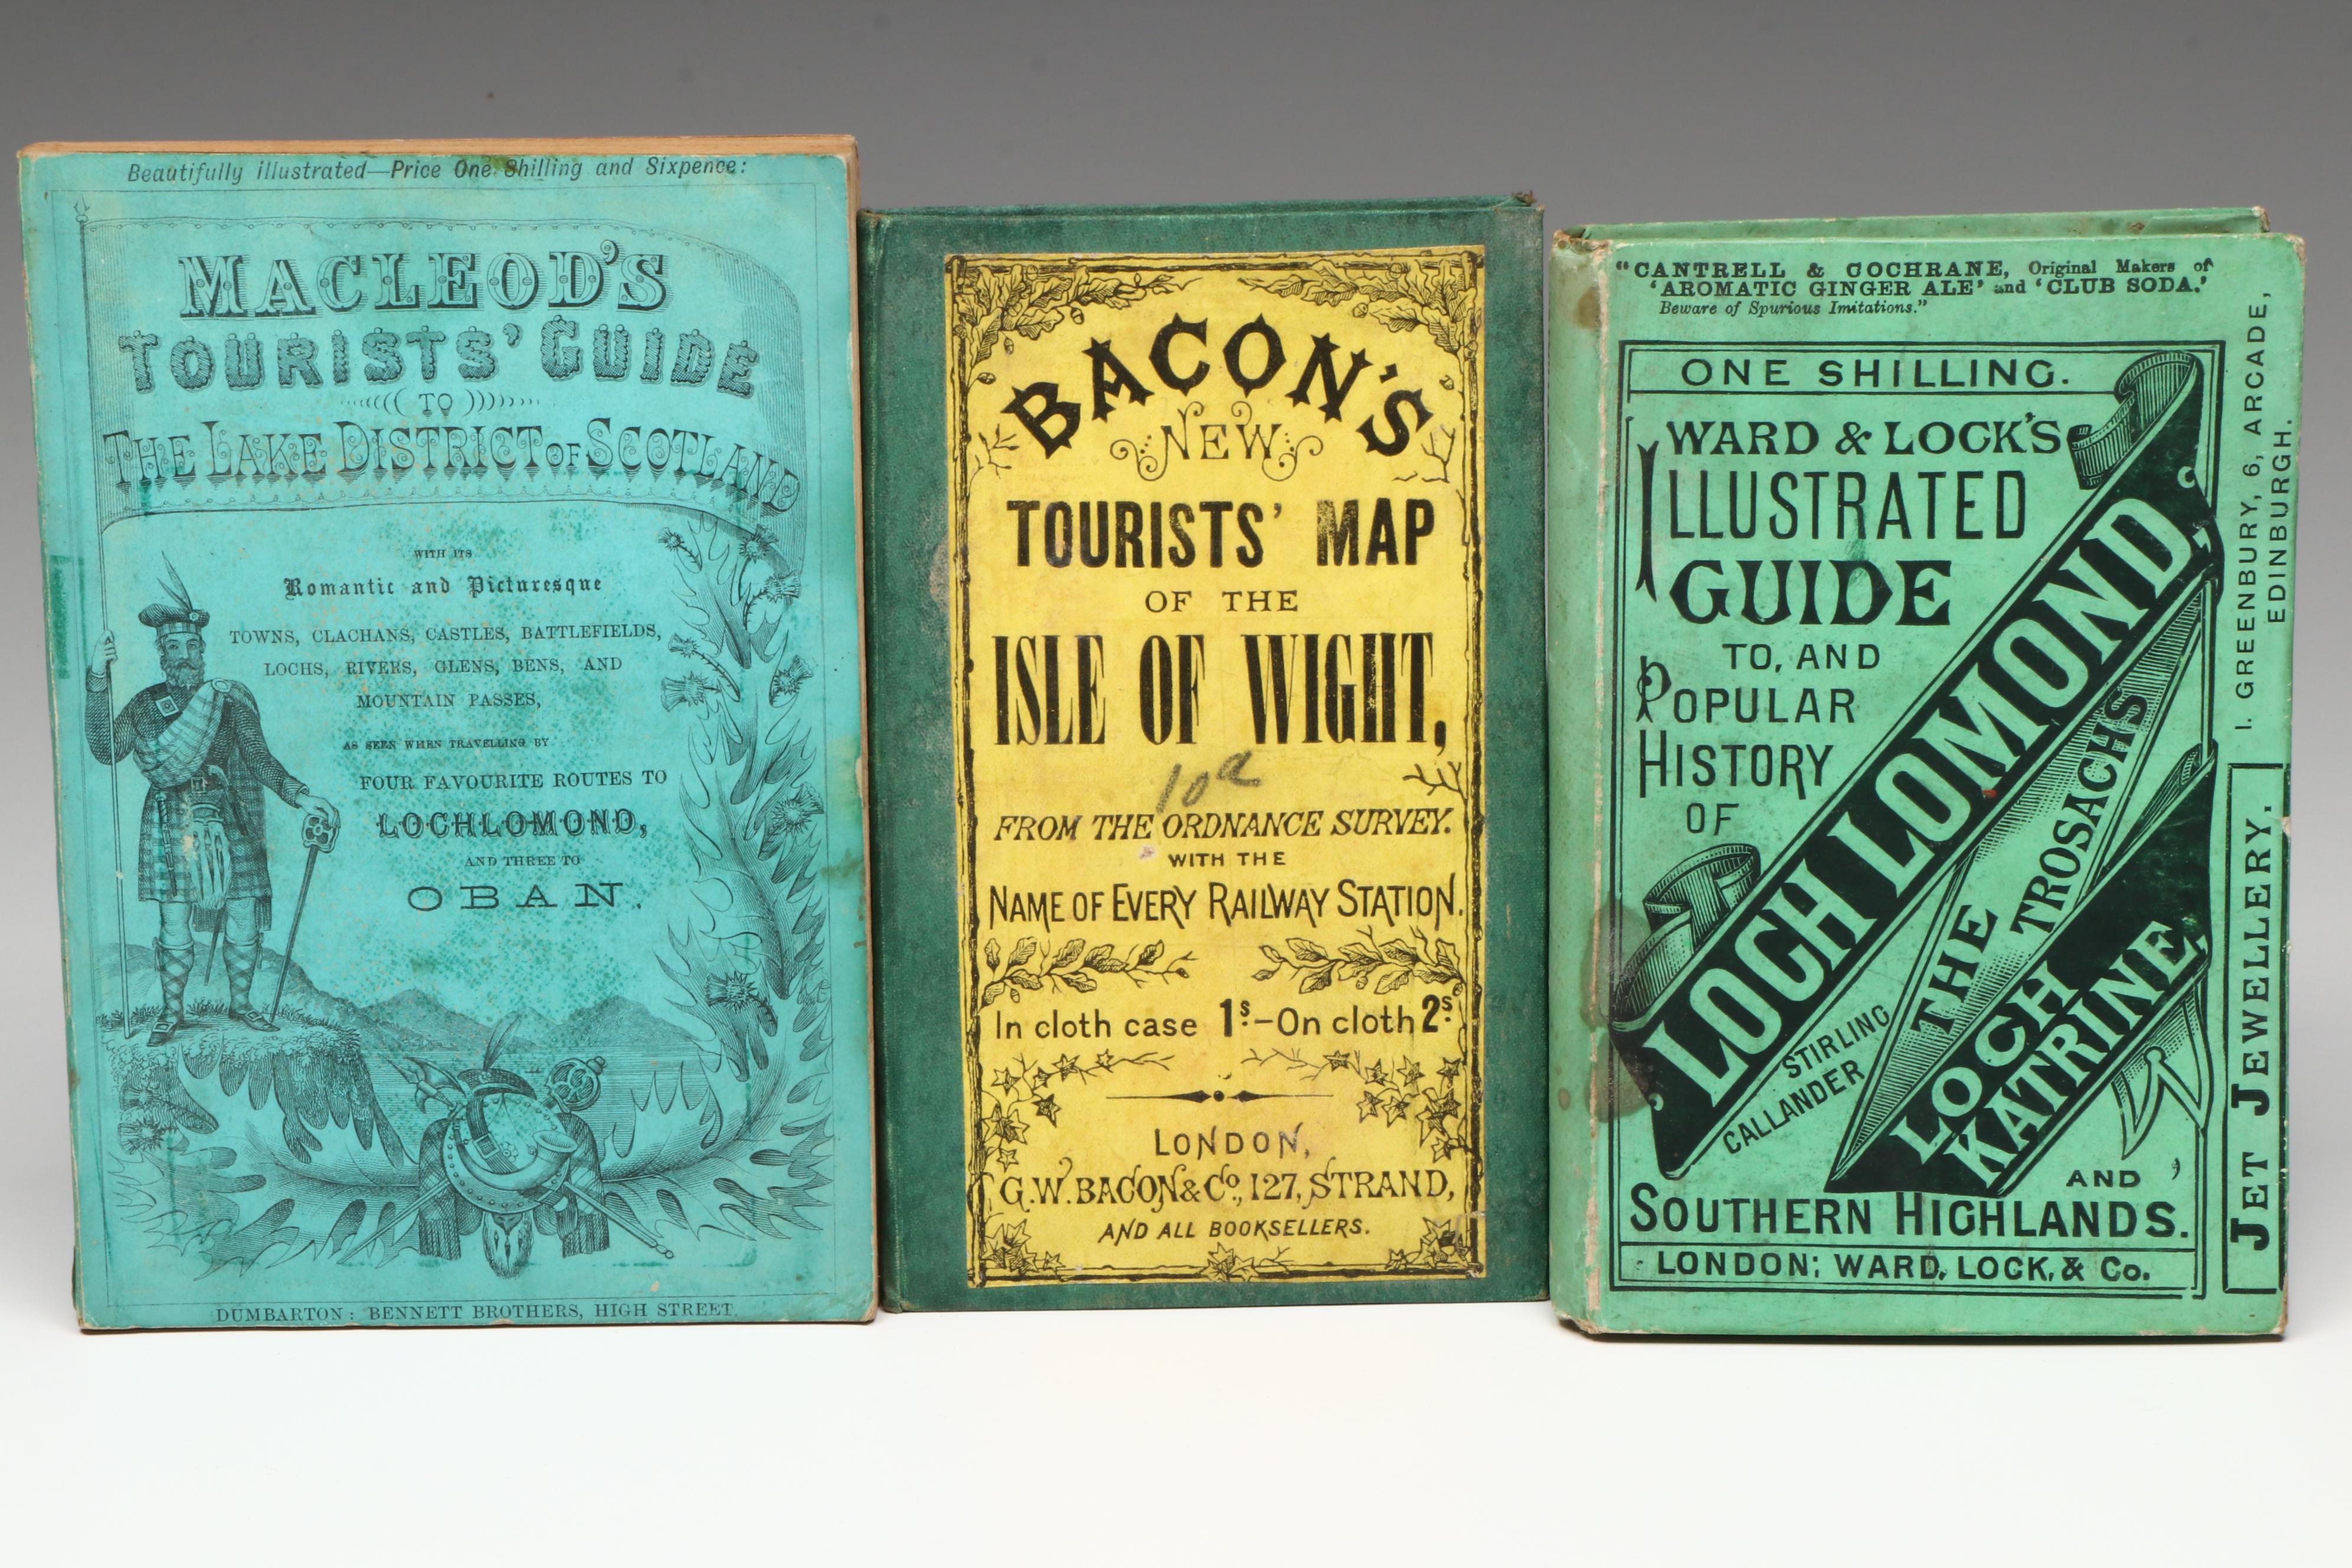 Beautifully illustrated—Price One Shilling and Sixpence:
MACLEOD'S
TOURISTS' GUIDE
TO
THE LAKE DISTRICT OF SCOTLAND
WITH ITS
Romantic and Picturesque
TOWNS, CLACHANS, CASTLES, BATTLEFIELDS,
LOCHS, RIVERS, GLENS, BENS, AND
MOUNTAIN PASSES,
AS SEEN WHEN TRAVELLING BY
FOUR FAVOURITE ROUTES TO
LOCHLOMOND,
AND THREE TO
OBAN.
DUMBARTON: BENNETT BROTHERS, HIGH STREET.
BACON'S
NEW
TOURISTS' MAP
OF THE
ISLE OF WIGHT,
10a
FROM THE ORDNANCE SURVEY.
WITH THE
NAME OF EVERY RAILWAY STATION.
In cloth case 1s.–On cloth 2s.
LONDON,
G.W. BACON & Co., 127, STRAND,
AND ALL BOOKSELLERS.
"CANTRELL & COCHRANE, Original Makers of
'AROMATIC GINGER ALE' and 'CLUB SODA.'
Beware of Spurious Imitations."
ONE SHILLING.
WARD & LOCK'S
ILLUSTRATED
GUIDE
TO, AND
POPULAR
HISTORY
OF
LOCH LOMOND,
STIRLING
CALLANDER
THE TROSACHS
LOCH
KATRINE,
AND
SOUTHERN HIGHLANDS.
LONDON: WARD, LOCK, & Co.
I. GREENBURY, 6, ARCADE,
EDINBURGH.
JET JEWELLERY.